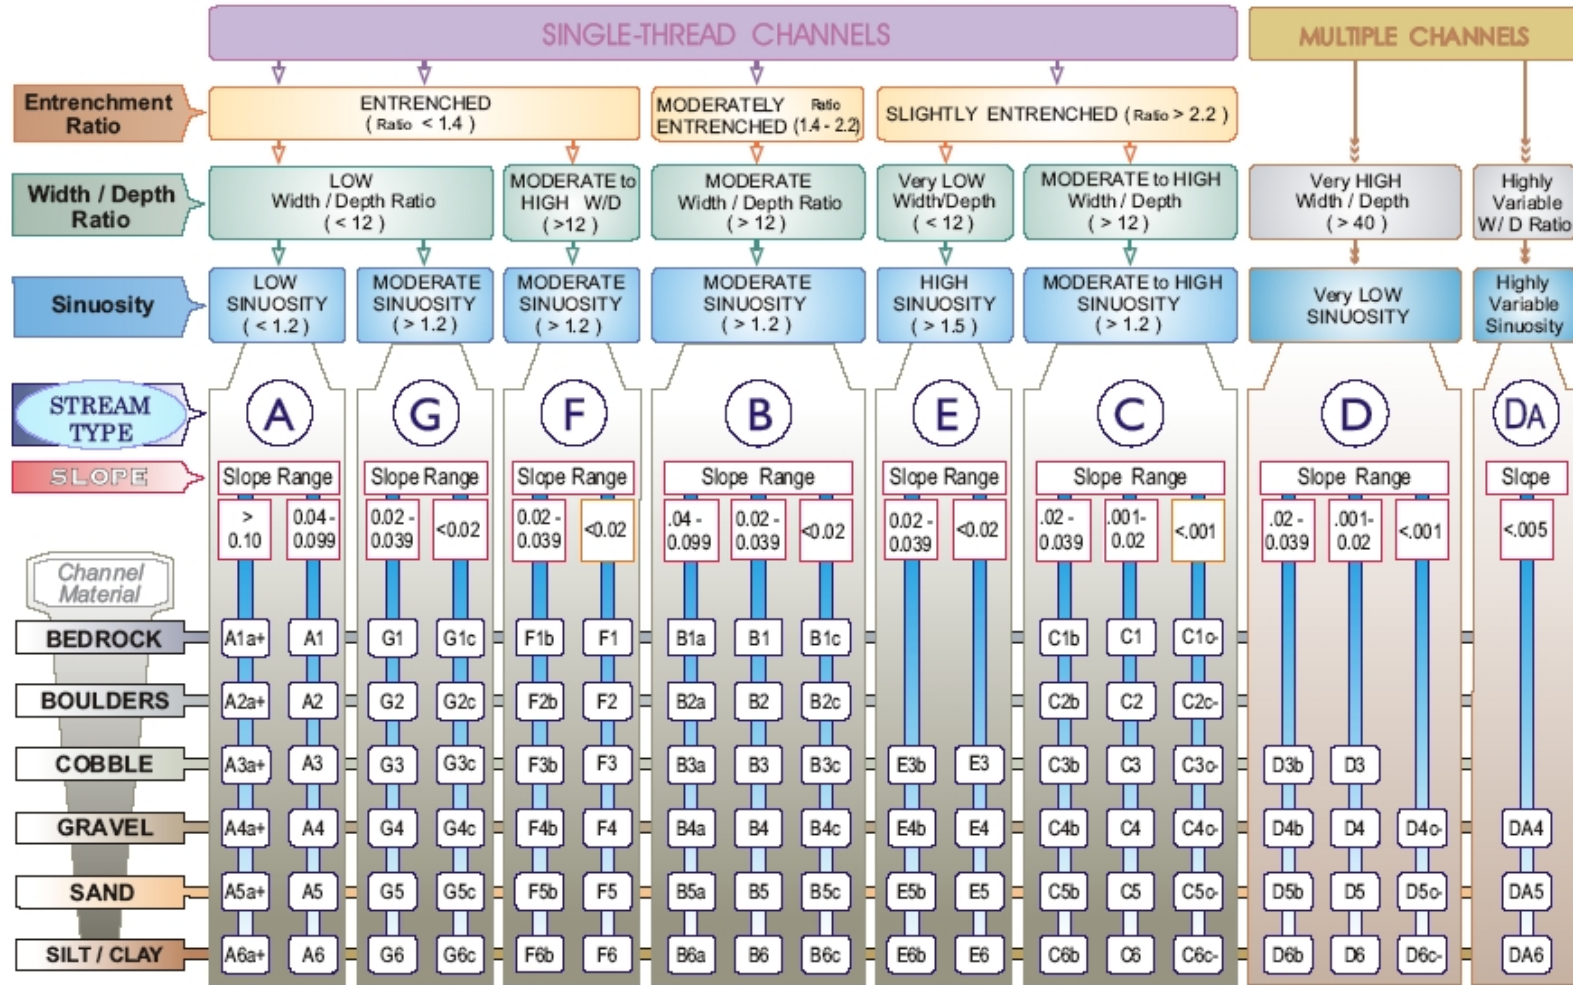 SINGLE-THREAD CHANNELS
MULTIPLE CHANNELS
Entrenchment
Ratio
ENTRENCHED
( Ratio < 1.4 )
MODERATELY Ratio
ENTRENCHED (1.4 - 2.2)
SLIGHTLY ENTRENCHED ( Ratio > 2.2 )
Width / Depth
Ratio
LOW
Width / Depth Ratio
( < 12 )
MODERATE to
HIGH W/D
( >12 )
MODERATE
Width / Depth Ratio
( > 12 )
Very LOW
Width/Depth
( < 12 )
MODERATE to HIGH
Width / Depth
( > 12 )
Very HIGH
Width / Depth
( > 40 )
Highly
Variable
W/ D Ratio
Sinuosity
LOW
SINUOSITY
( < 1.2 )
MODERATE
SINUOSITY
( > 1.2 )
MODERATE
SINUOSITY
( > 1.2 )
MODERATE
SINUOSITY
( > 1.2 )
HIGH
SINUOSITY
( > 1.5 )
MODERATE to HIGH
SINUOSITY
( > 1.2 )
Very LOW
SINUOSITY
Highly
Variable
Sinuosity
STREAM
TYPE
A G F B E C D DA
SLOPE
Slope Range Slope Range Slope Range Slope Range Slope Range Slope Range Slope Range Slope
>
0.10
0.04 -
0.099
0.02 -
0.039
<0.02
0.02 -
0.039
<0.02
.04 -
0.099
0.02 -
0.039
<0.02
0.02 -
0.039
<0.02
.02 -
0.039
.001-
0.02
<.001
.02 -
0.039
.001-
0.02
<.001
<.005
Channel
Material
BEDROCK A1a+ A1 G1 G1c F1b F1 B1a B1 B1c C1b C1 C1c-
BOULDERS A2a+ A2 G2 G2c F2b F2 B2a B2 B2c C2b C2 C2c-
COBBLE A3a+ A3 G3 G3c F3b F3 B3a B3 B3c E3b E3 C3b C3 C3c- D3b D3
GRAVEL A4a+ A4 G4 G4c F4b F4 B4a B4 B4c E4b E4 C4b C4 C4c- D4b D4 D4c- DA4
SAND A5a+ A5 G5 G5c F5b F5 B5a B5 B5c E5b E5 C5b C5 C5c- D5b D5 D5c- DA5
SILT / CLAY A6a+ A6 G6 G6c F6b F6 B6a B6 B6c E6b E6 C6b C6 C6c- D6b D6 D6c- DA6